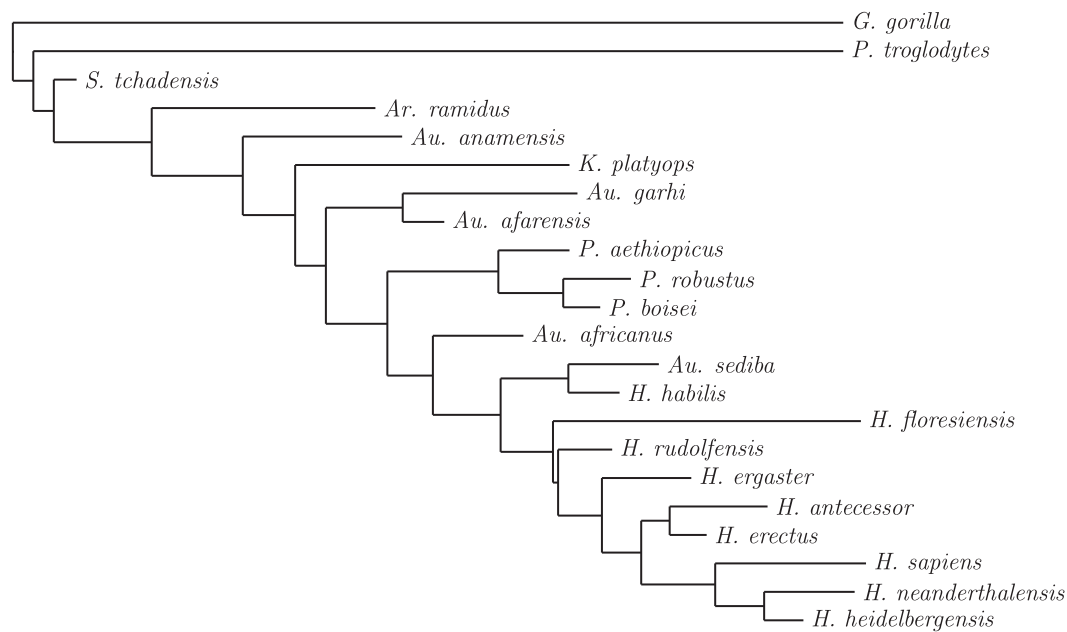 G. gorilla
P. troglodytes
S. tchadensis
Ar. ramidus
Au. anamensis
K. platyops
Au. garhi
Au. afarensis
P. aethiopicus
P. robustus
P. boisei
Au. africanus
Au. sediba
H. habilis
H. floresiensis
H. rudolfensis
H. ergaster
H. antecessor
H. erectus
H. sapiens
H. neanderthalensis
H. heidelbergensis